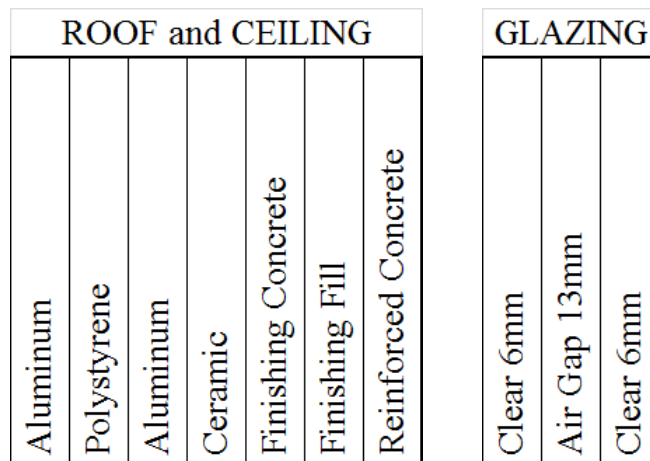 ROOF and CEILING
GLAZING
Aluminum
Polystyrene
Aluminum
Ceramic
Finishing Concrete
Finishing Fill
Reinforced Concrete
Clear 6mm
Air Gap 13mm
Clear 6mm